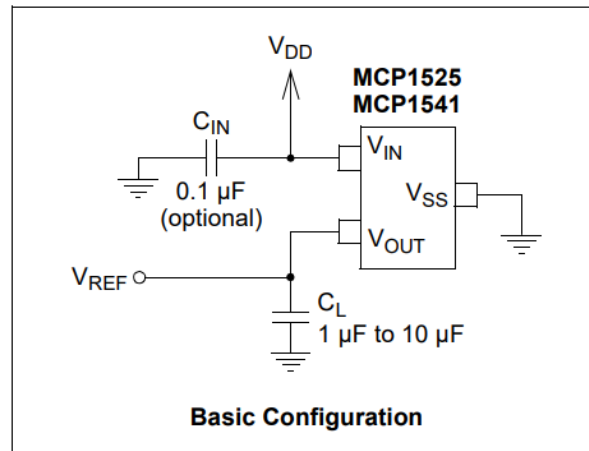 VDD
MCP1525
MCP1541
CIN
VIN
0.1 µF
(optional)
VSS
VOUT
VREF
CL
1 µF to 10 µF
Basic Configuration